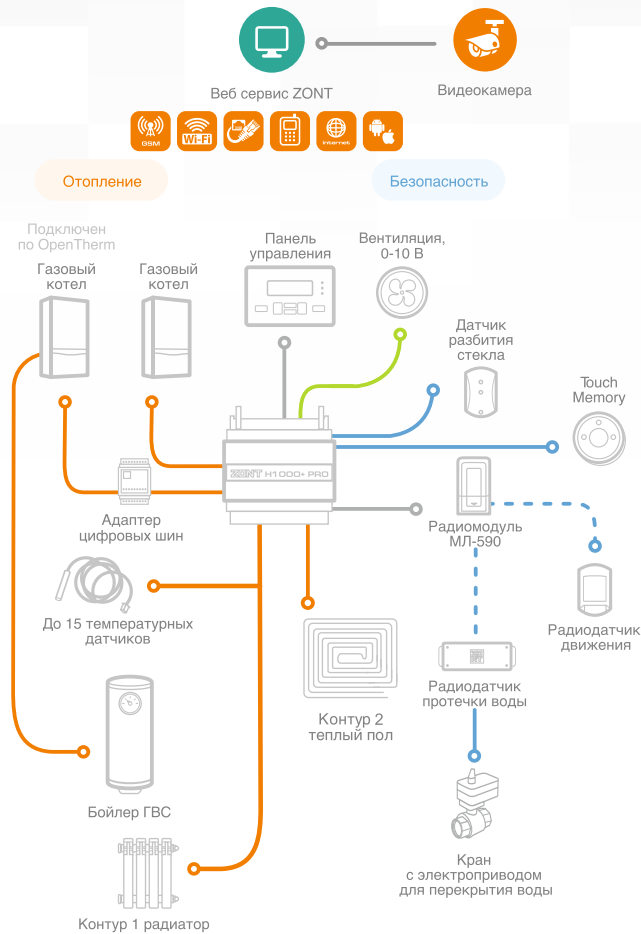 Веб сервис ZONT
Видеокамера
GSM
Wi-Fi
Internet
Отопление
Безопасность
Подключен
по OpenTherm
Газовый
котел
Газовый
котел
Панель
управления
Вентиляция,
0-10 В
Датчик
разбития
стекла
Touch
Memory
ZONT H1000+ PRO
Адаптер
цифровых шин
Радиомодуль
МЛ-590
До 15 температурных
датчиков
Радиодатчик
движения
Контур 2
теплый пол
Радиодатчик
протечки воды
Бойлер ГВС
Кран
с электроприводом
для перекрытия воды
Контур 1 радиатор